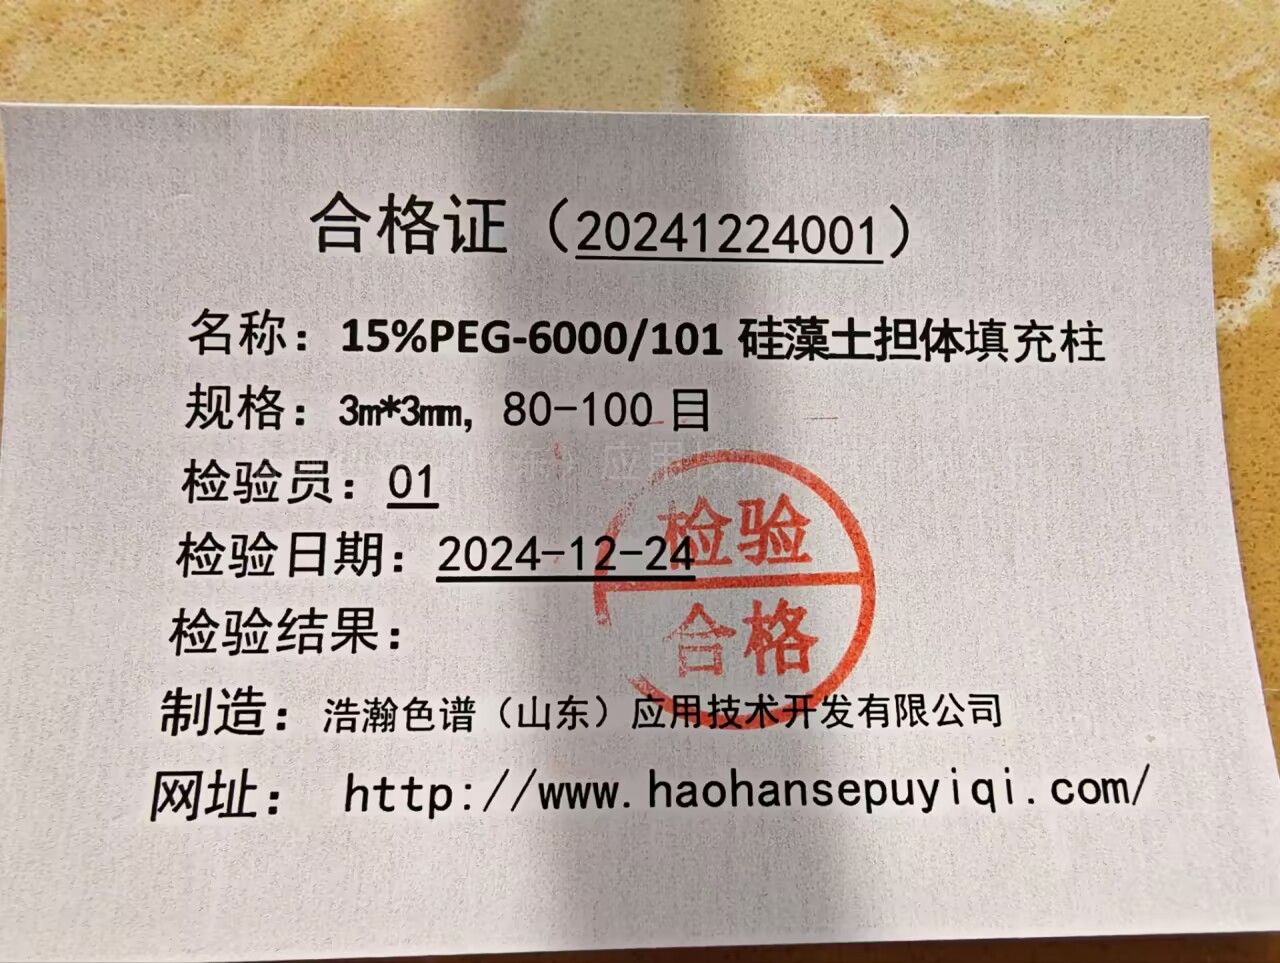 合格证（20241224001）
名称：15%PEG-6000/101 硅藻土担体填充柱
规格：3m*3mm，80-100 目
检验员：01
检验日期：2024-12-24
检验结果：
检验
合格
制造：浩瀚色谱（山东）应用技术开发有限公司
网址： http://www.haohansepuyiqi.com/